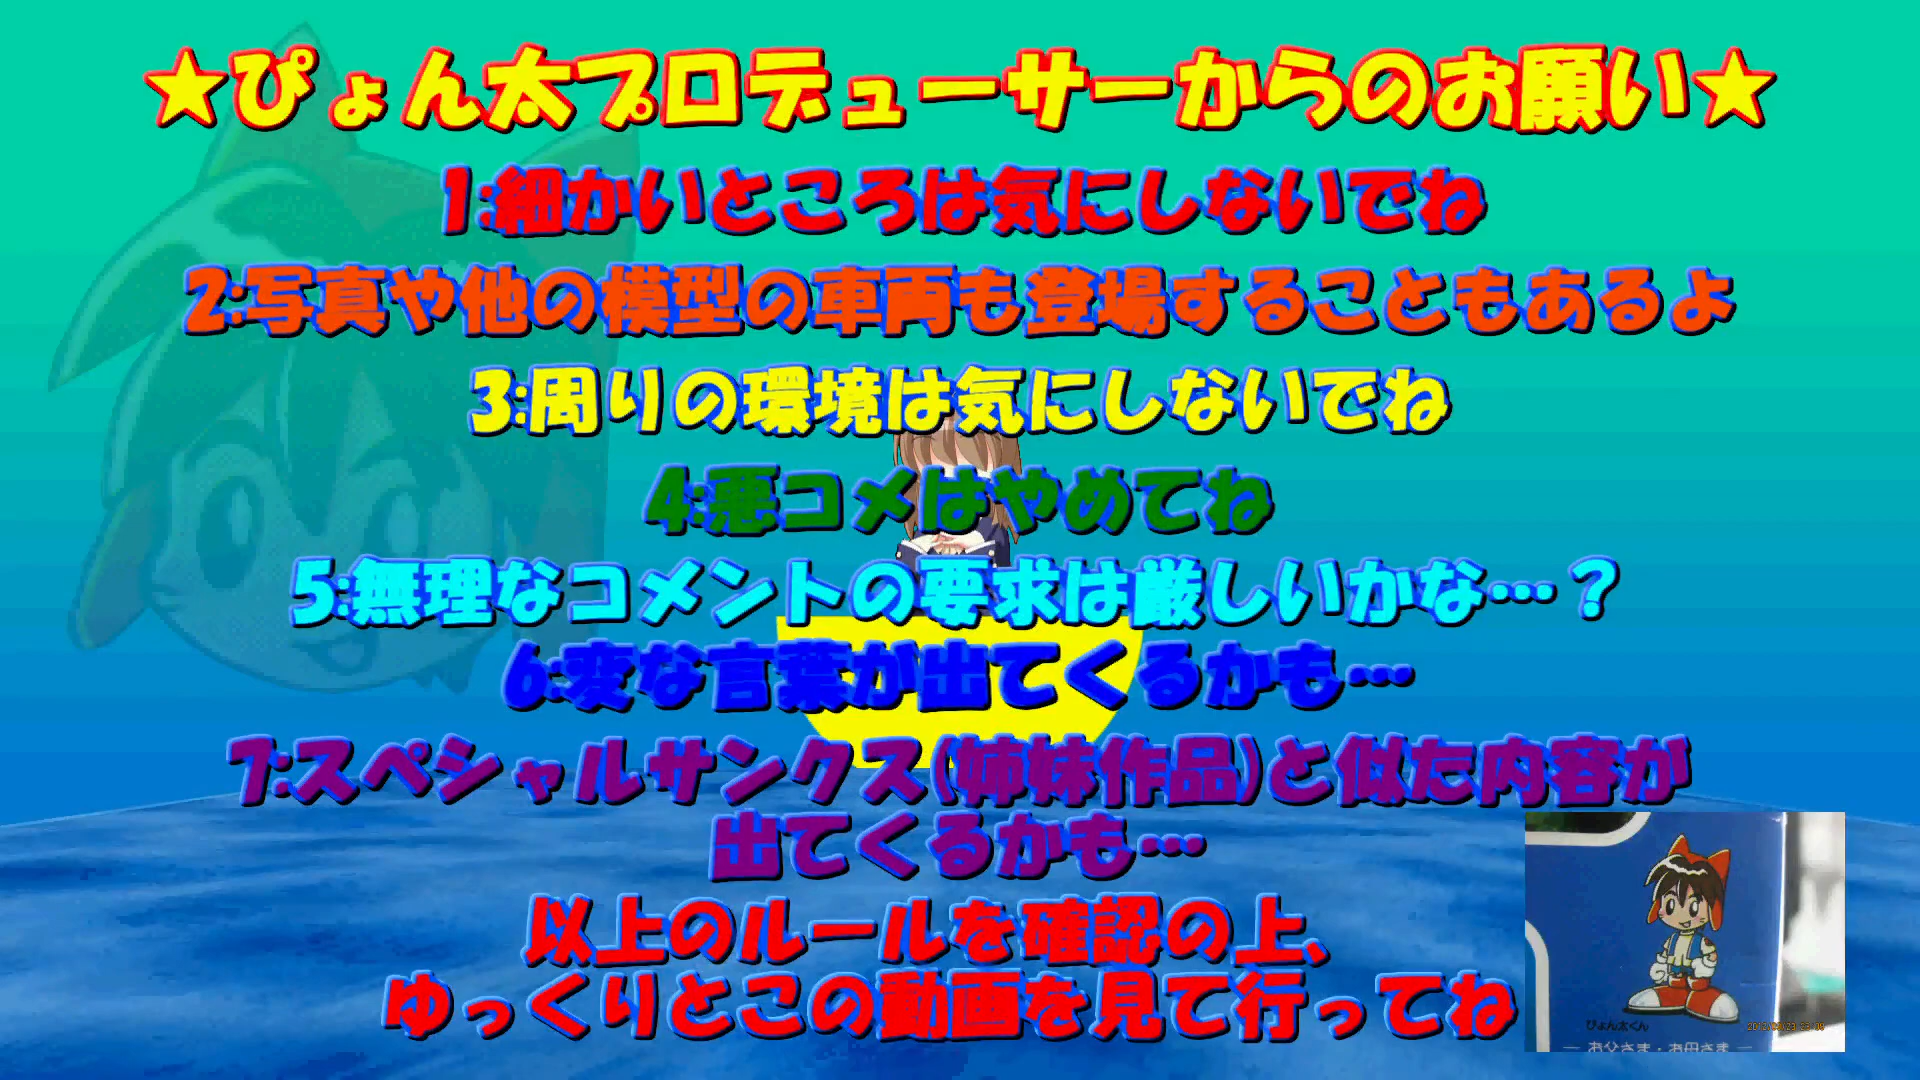 ★ぴょん太プロデューサーからのお願い★
1:細かいところは気にしないでね
2:写真や他の模型の車両も登場することもあるよ
3:周りの環境は気にしないでね
4:悪コメはやめてね
5:無理なコメントの要求は厳しいかな…？
6:変な言葉が出てくるかも…
7:スペシャルサンクス(姉妹作品)と似た内容が
出てくるかも…
以上のルールを確認の上、
ゆっくりとこの動画を見て行ってね
ぴょん太くん
― お父さま・お母さま ―